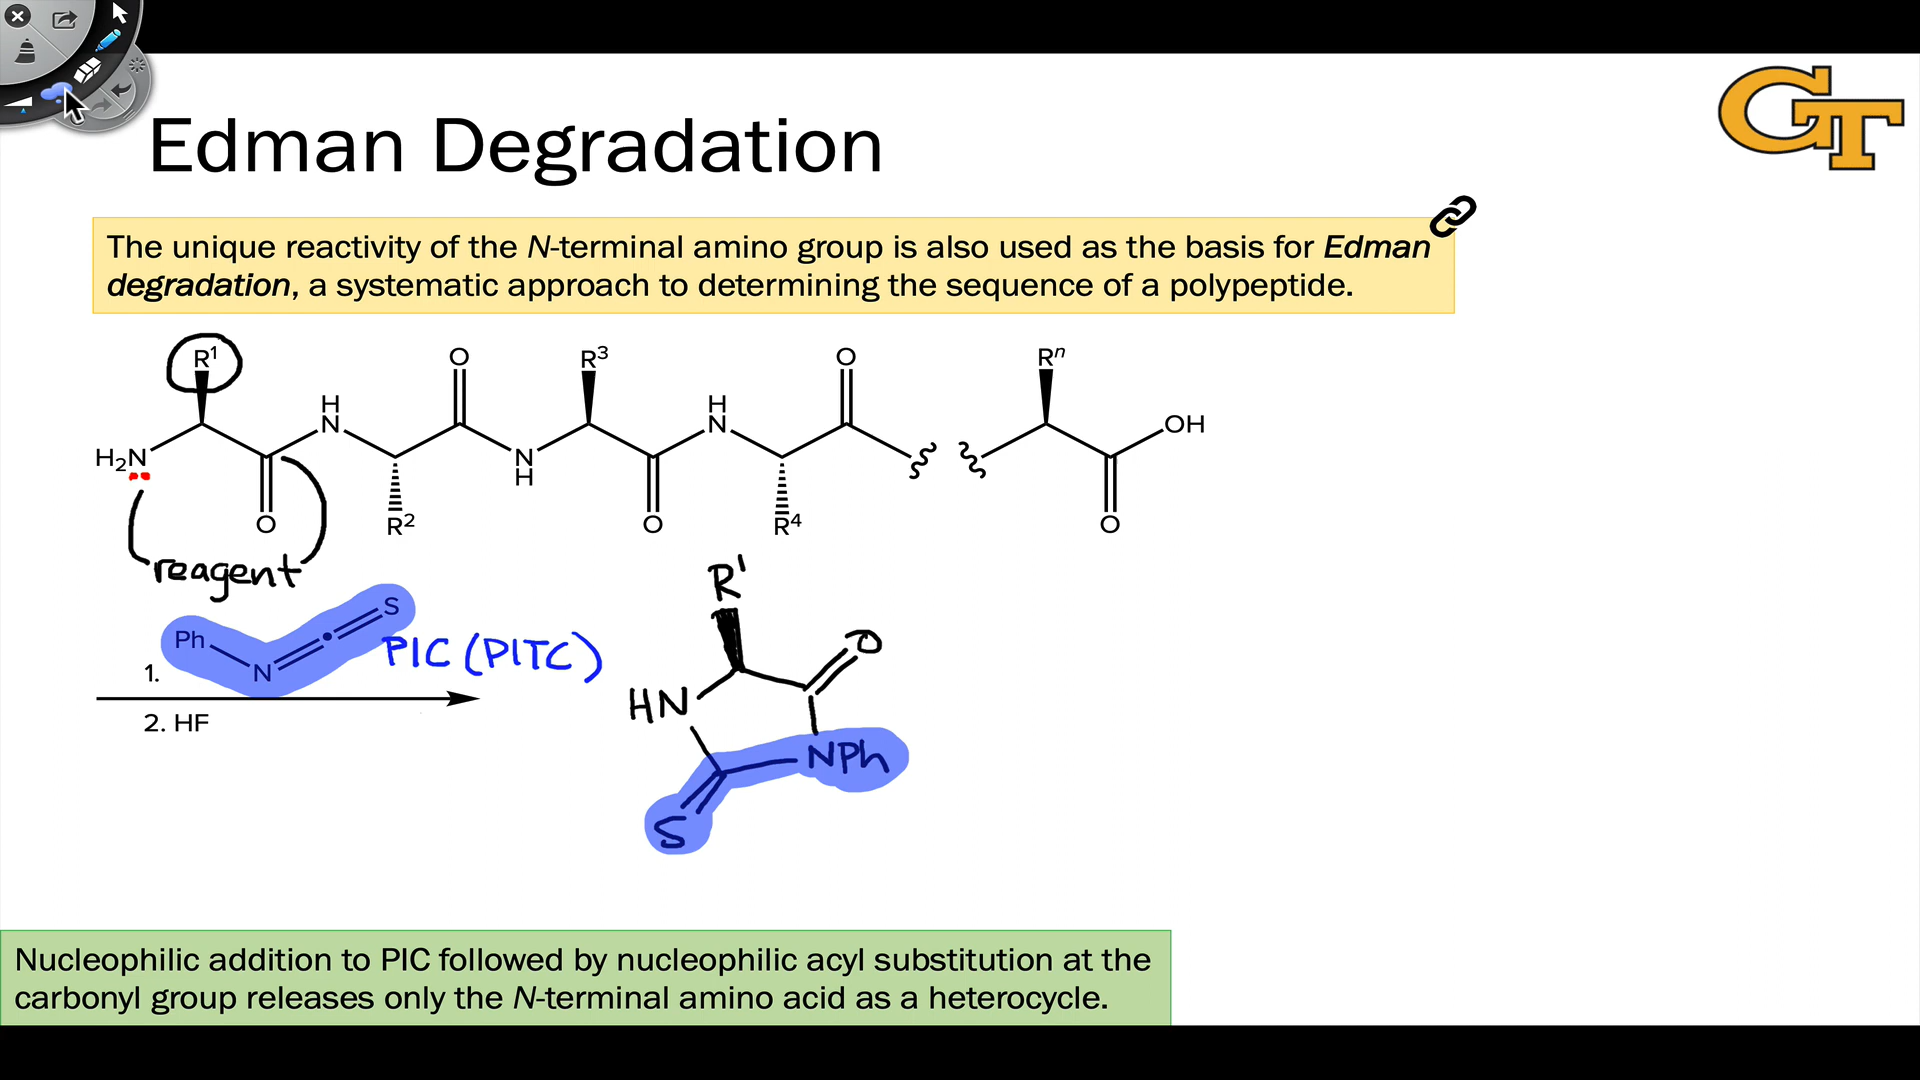 GT
Edman Degradation
The unique reactivity of the N-terminal amino group is also used as the basis for Edman
degradation, a systematic approach to determining the sequence of a polypeptide.
R¹ O R³ O Rⁿ
H H OH
N N
H₂N N
H
O R² O R⁴ O
reagent
R¹
S
Ph PIC (PITC) O
1. N HN
2. HF NPh
S
Nucleophilic addition to PIC followed by nucleophilic acyl substitution at the
carbonyl group releases only the N-terminal amino acid as a heterocycle.